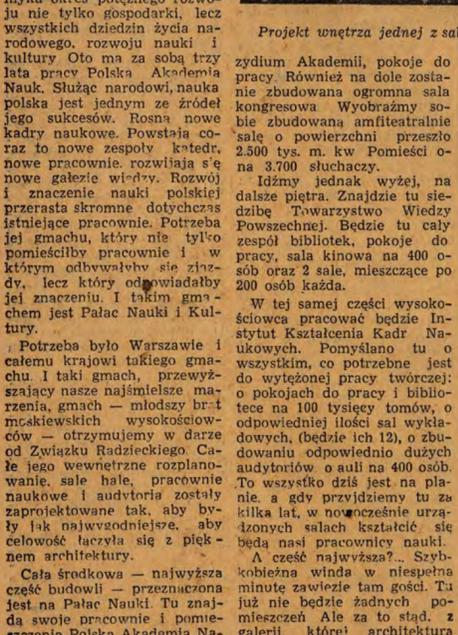 ju nie tylko gospodarki, lecz
wszystkich dziedzin życia na-
rodowego, rozwoju nauki i
kultury Oto ma za sobą trzy
lata pracy Polska Akademia
Nauk. Służąc narodowi, nauka
polska jest jednym ze źródeł
jego sukcesów. Rosną nowe
kadry naukowe. Powstają co-
raz to nowe zespoły katedr,
nowe pracownie, rozwijają s'ę
nowe gałęzie wiedzy. Rozwój
i znaczenie nauki polskiej
przerasta skromne dotychczas
istniejące pracownie. Potrzeba
jej gmachu, który nie tylko
pomieściłby pracownie i w
którym odbywałyby się zjaz-
dy, lecz który odpowiadałby
jej znaczeniu. I takim gma-
chem jest Pałac Nauki i Kul-
tury.
Potrzeba było Warszawie i
całemu krajowi takiego gma-
chu. I taki gmach, przewyż-
szający nasze najśmielsze ma-
rzenia, gmach — młodszy brat
moskiewskich wysokościow-
ców — otrzymujemy w darze
od Związku Radzieckiego. Ca-
łe jego wewnętrzne rozplano-
wanie, sale hale, pracownie
naukowe i audytoria zostały
zaprojektowane tak, aby by-
ły jak najwygodniejsze, aby
celowość łączyła się z pięk-
nem architektury.
Cała środkowa — najwyższa
część budowli — przeznaczona
jest na Pałac Nauki. Tu znaj-
dą swoje pracownie i pomie-
szczenia Polska Akademia Na-
Projekt wnętrza jednej z sal
zydium Akademii, pokoje do
pracy. Również na dole zosta-
nie zbudowana ogromna sala
kongresowa Wyobraźmy so-
bie zbudowaną amfiteatralnie
salę o powierzchni przeszło
2.500 tys. m. kw Pomieści o-
na 3.700 słuchaczy.
Idźmy jednak wyżej, na
dalsze piętra. Znajdzie tu sie-
dzibę Towarzystwo Wiedzy
Powszechnej. Będzie tu cały
zespół bibliotek, pokoje do
pracy, sala kinowa na 400 o-
sób oraz 2 sale, mieszczące po
200 osób każda.
W tej samej części wysoko-
ściowca pracować będzie In-
stytut Kształcenia Kadr Na-
ukowych. Pomyślano tu o
wszystkim, co potrzebne jest
do wytężonej pracy twórczej:
o pokojach do pracy i biblio-
tece na 100 tysięcy tomów, o
odpowiedniej ilości sal wykła-
dowych, (będzie ich 12), o zbu-
dowaniu odpowiednio dużych
audytoriów o auli na 400 osób.
To wszystko dziś jest na pla-
nie, a gdy przyjdziemy tu za
kilka lat, w nowocześnie urzą-
dzonych salach kształcić się
będą nasi pracownicy nauki.
A część najwyższa?... Szyb-
kobieżna winda w niespełna
minutę zawiezie tam gości. Tu
już nie będzie żadnych po-
mieszczeń Ale za to stąd, z
galerii której architektura